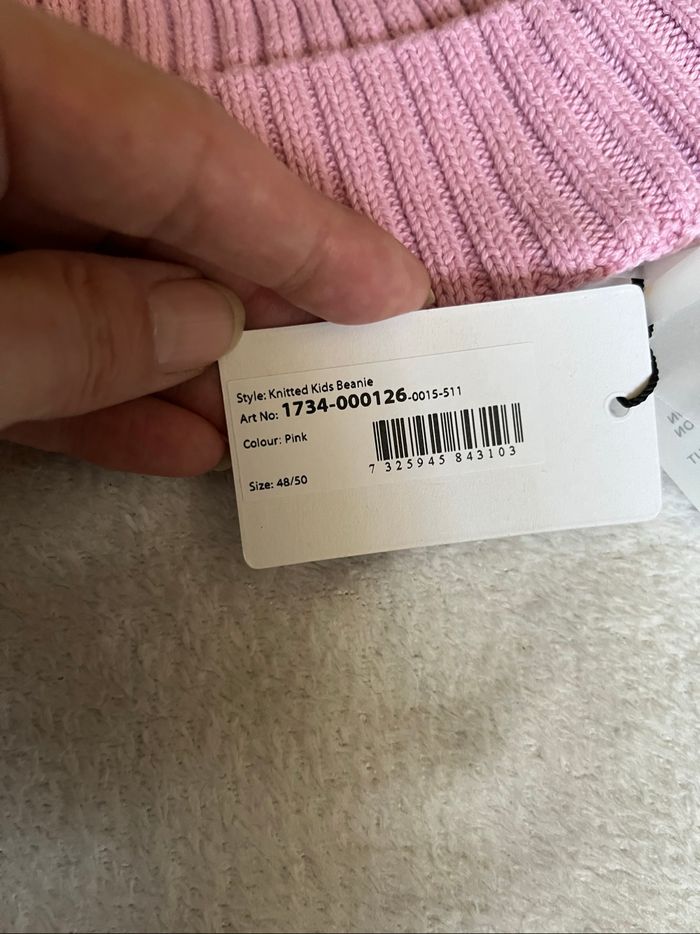 Style: Knitted Kids Beanie
Art No: 1734-000126-0015-511
Colour: Pink
7 325945 843103
Size: 48/50